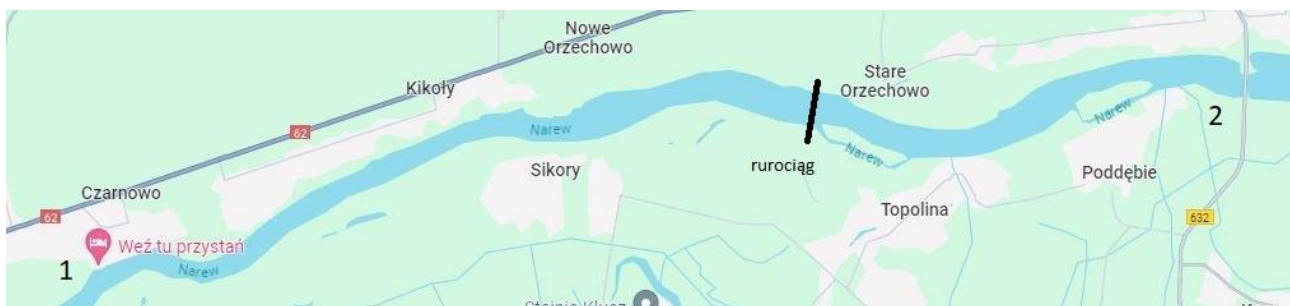 Nowe
Orzechowo
Kikoły
Stare
Orzechowo
62
Narew
Narew
2
Narew
rurociąg
Sikory
Poddębie
Czarnowo
Topolina
62
632
Weź tu przystań
1
Narew